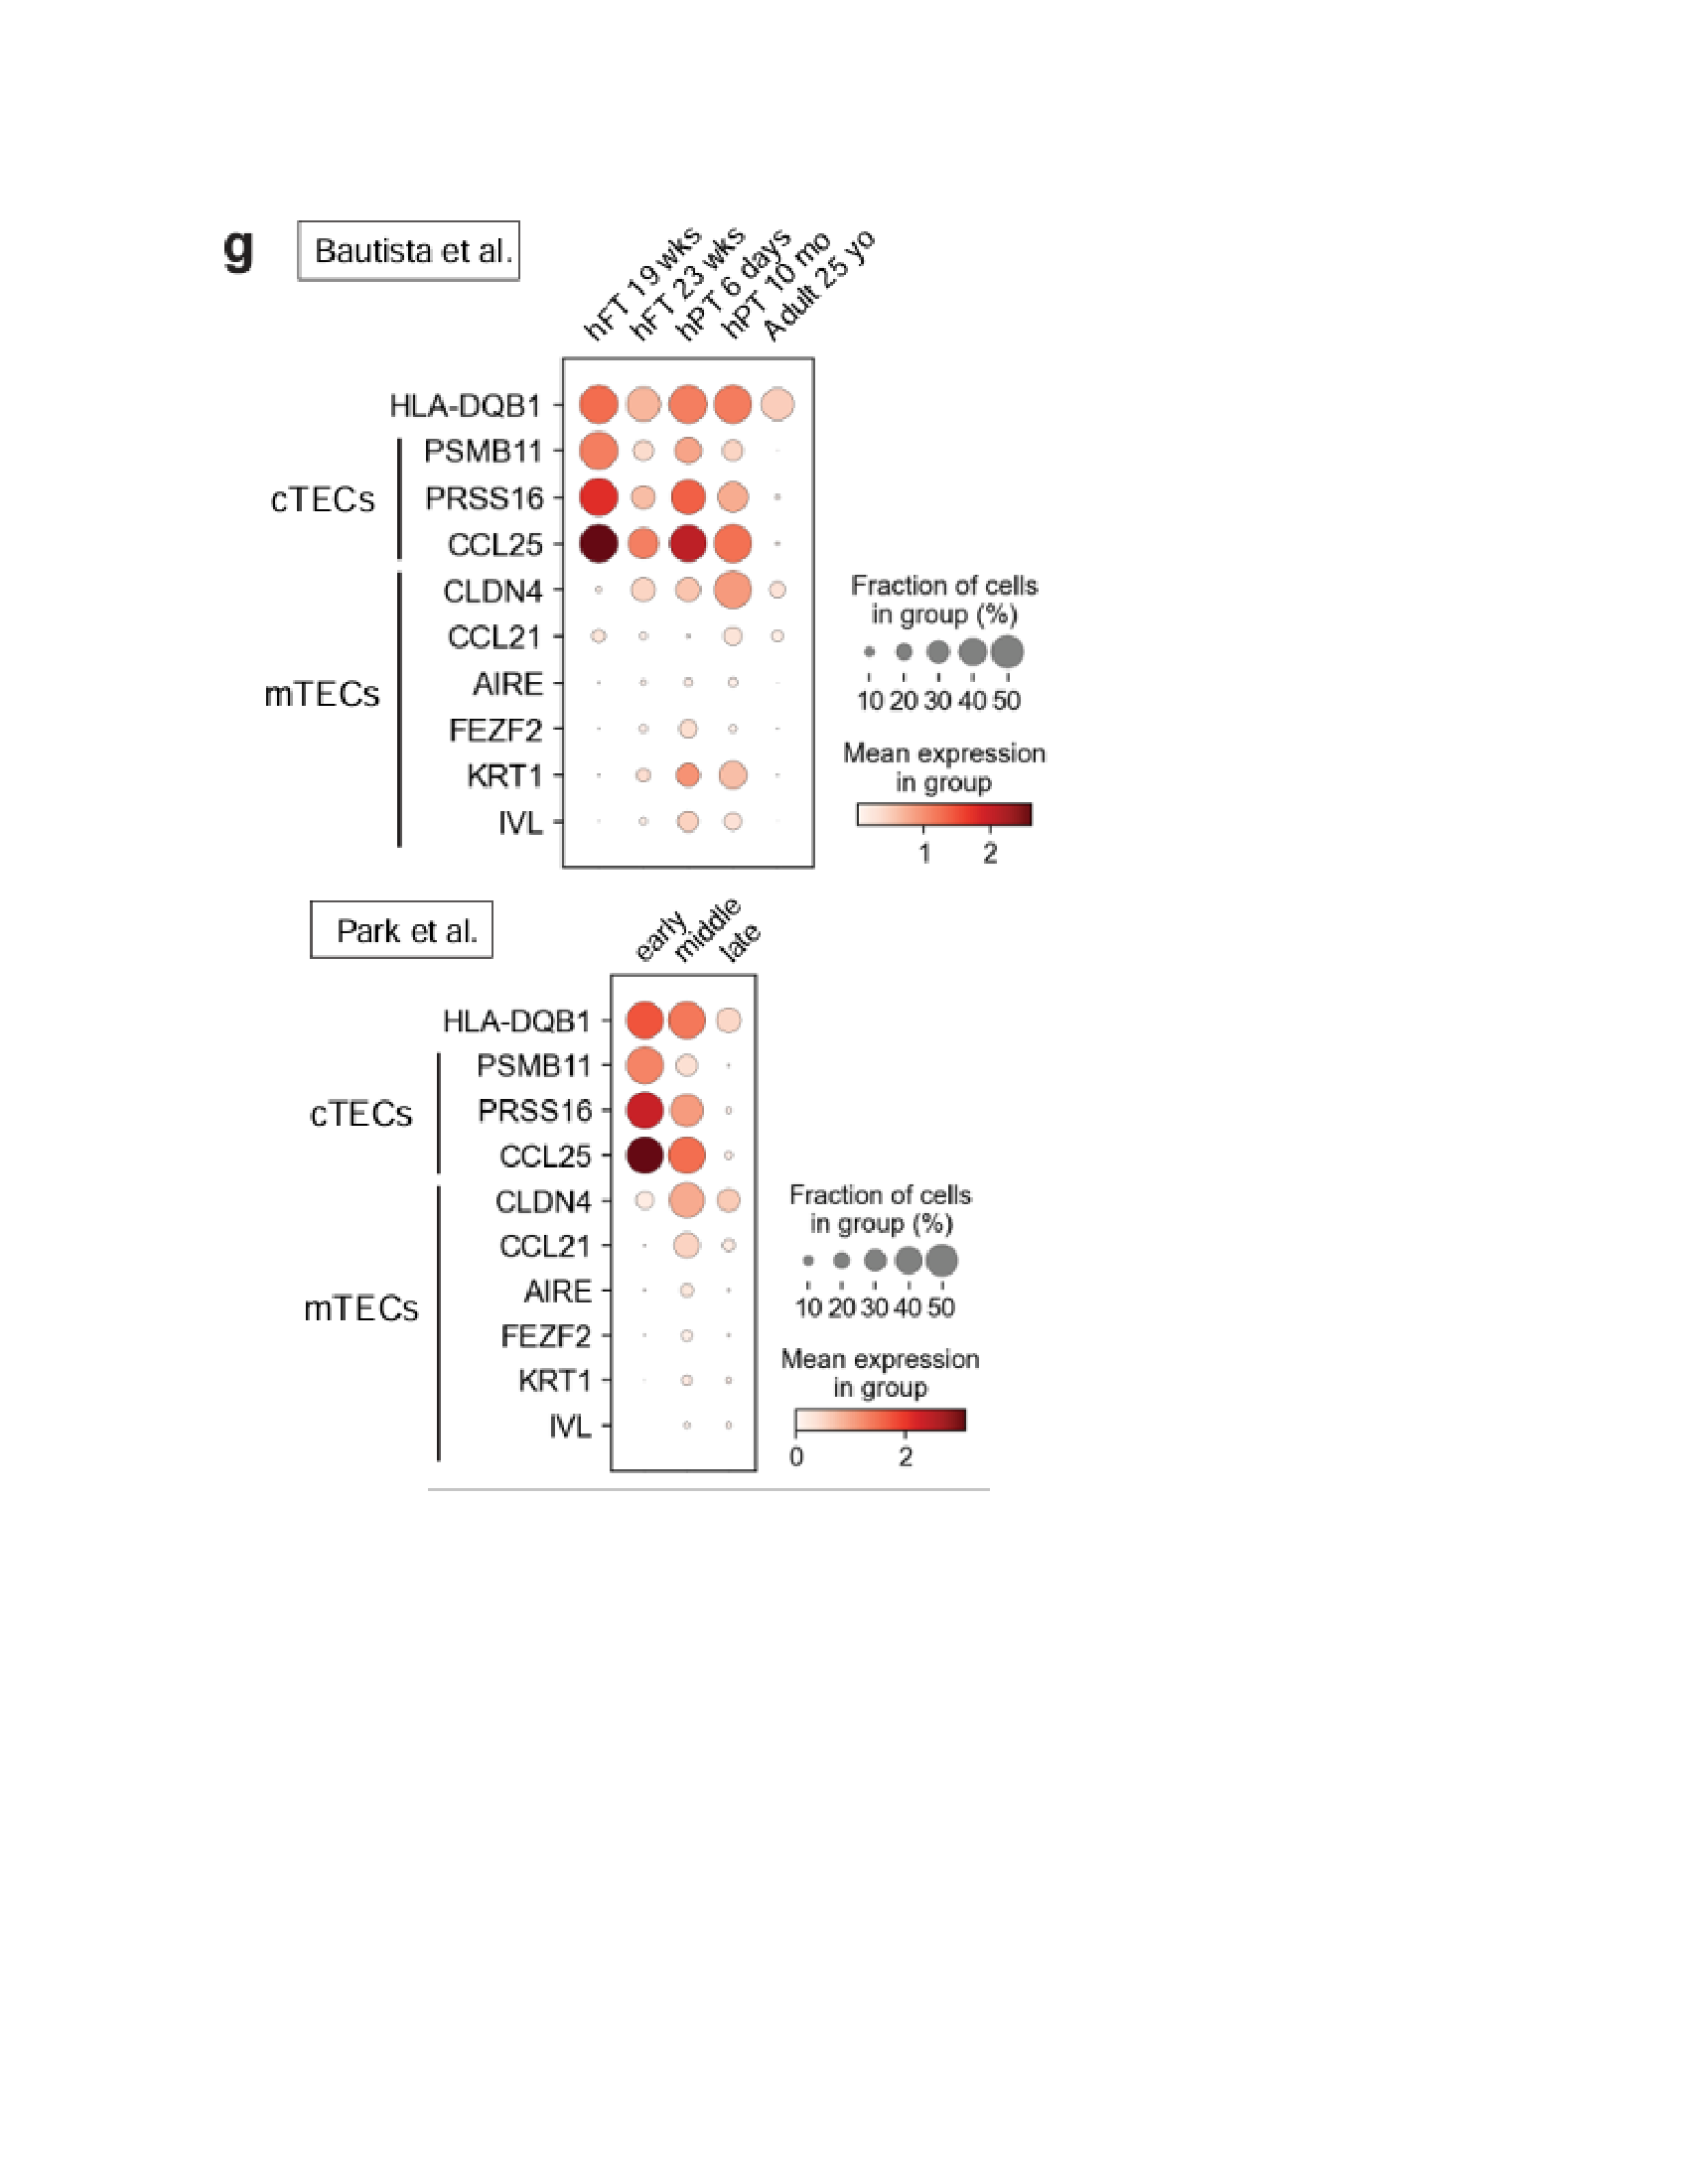 g
Bautista et al.
hFT 19 wks
hFT 23 wks
hPT 6 days
hPT 10 mo
Adult 25 yo
HLA-DQB1
PSMB11
cTECs
PRSS16
CCL25
CLDN4
CCL21
AIRE
mTECs
FEZF2
KRT1
IVL
Fraction of cells
in group (%)
10 20 30 40 50
Mean expression
in group
1 2
Park et al.
early
middle
late
HLA-DQB1
PSMB11
cTECs
PRSS16
CCL25
CLDN4
CCL21
AIRE
mTECs
FEZF2
KRT1
IVL
Fraction of cells
in group (%)
10 20 30 40 50
Mean expression
in group
0 2